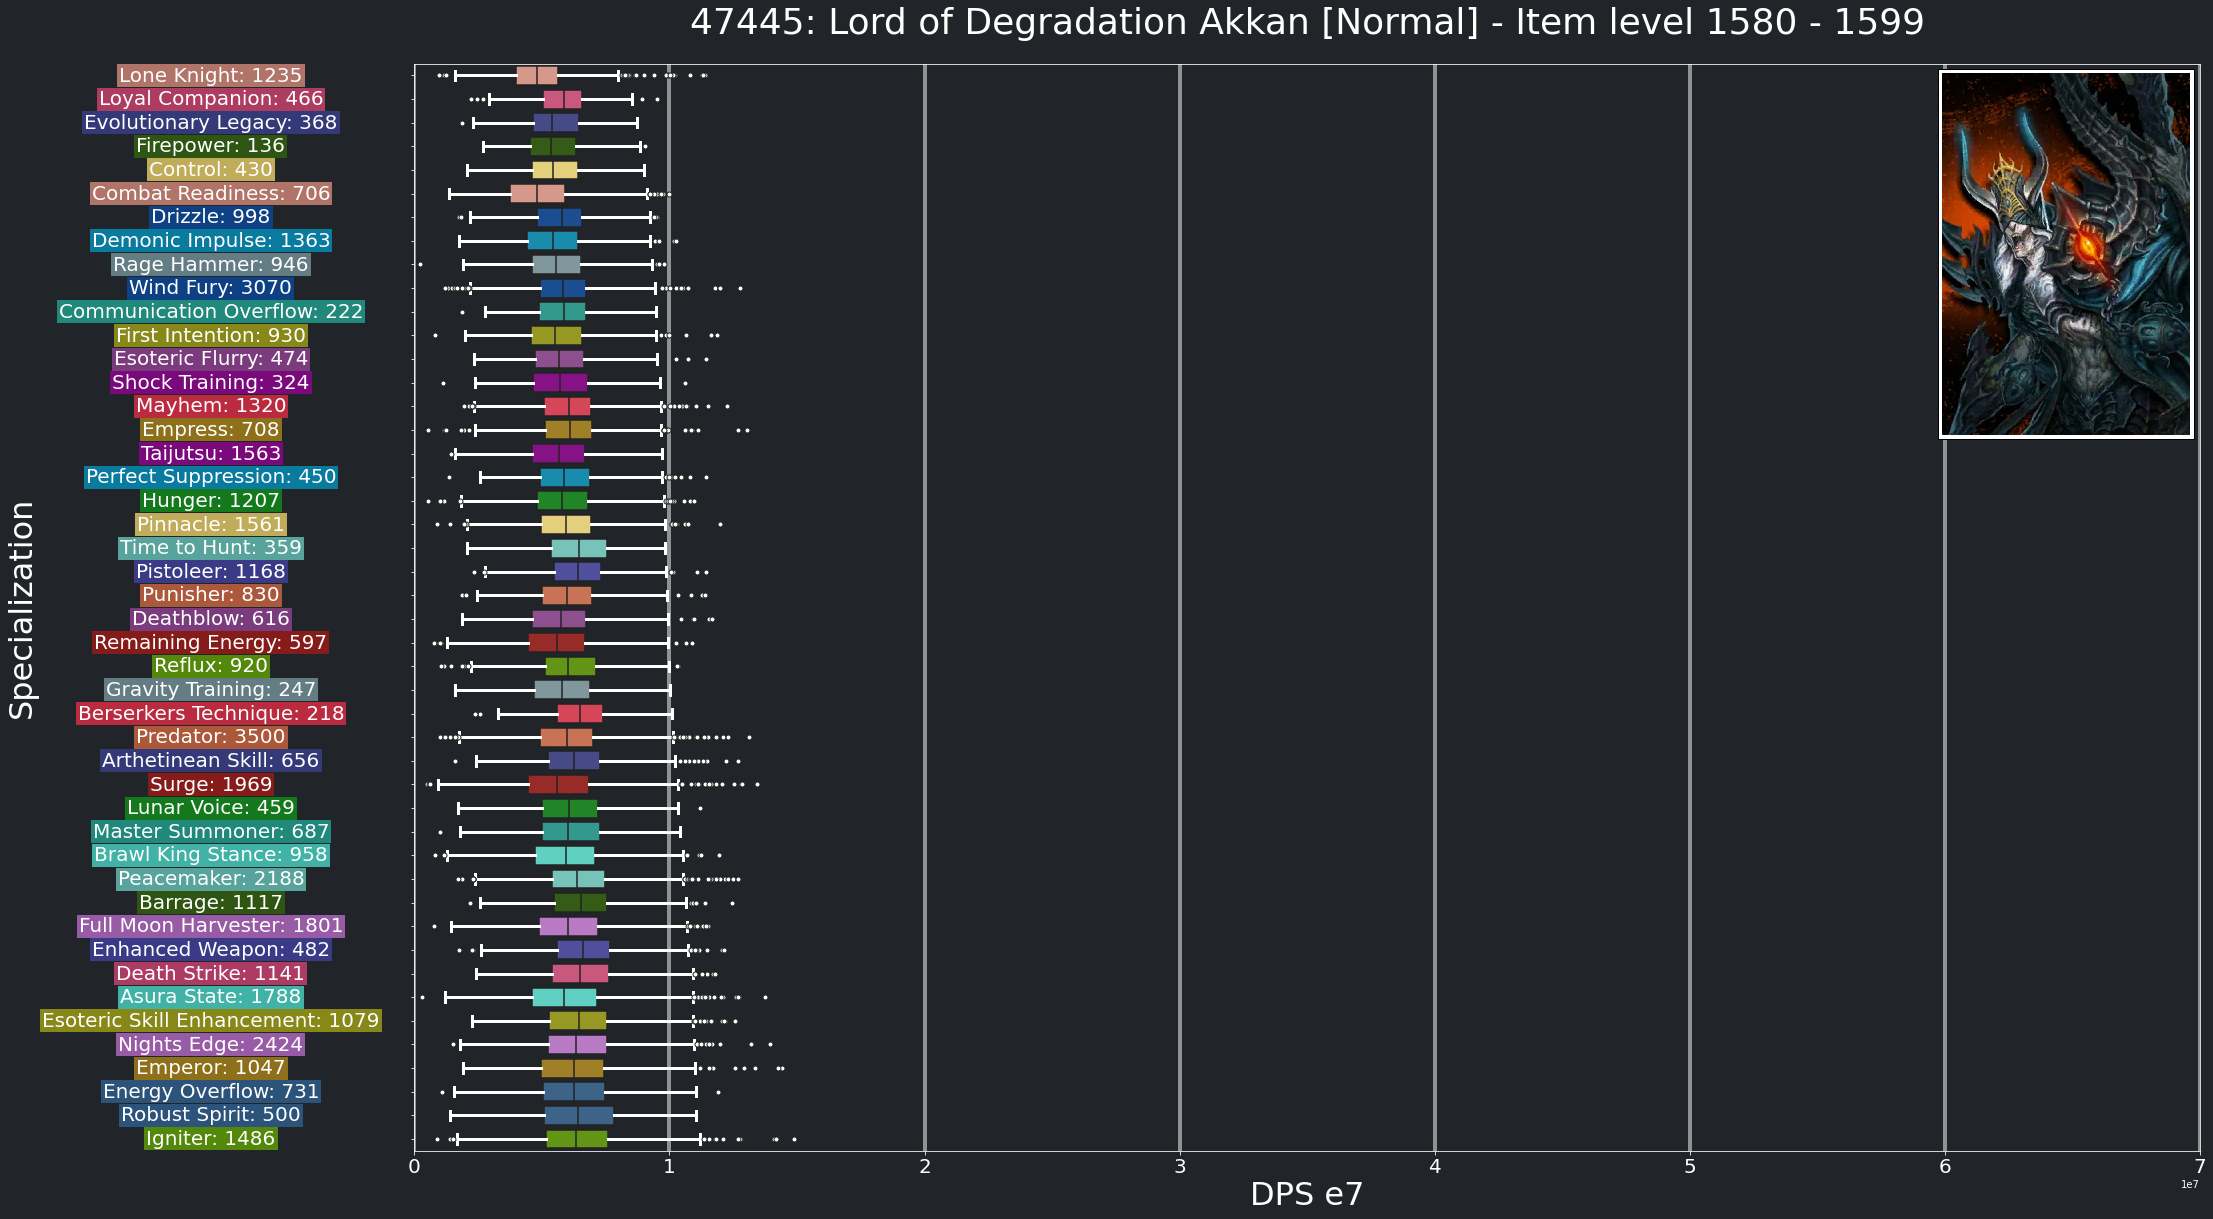 47445: Lord of Degradation Akkan [Normal] - Item level 1580 - 1599
Specialization
Lone Knight: 1235
Loyal Companion: 466
Evolutionary Legacy: 368
Firepower: 136
Control: 430
Combat Readiness: 706
Drizzle: 998
Demonic Impulse: 1363
Rage Hammer: 946
Wind Fury: 3070
Communication Overflow: 222
First Intention: 930
Esoteric Flurry: 474
Shock Training: 324
Mayhem: 1320
Empress: 708
Taijutsu: 1563
Perfect Suppression: 450
Hunger: 1207
Pinnacle: 1561
Time to Hunt: 359
Pistoleer: 1168
Punisher: 830
Deathblow: 616
Remaining Energy: 597
Reflux: 920
Gravity Training: 247
Berserkers Technique: 218
Predator: 3500
Arthetinean Skill: 656
Surge: 1969
Lunar Voice: 459
Master Summoner: 687
Brawl King Stance: 958
Peacemaker: 2188
Barrage: 1117
Full Moon Harvester: 1801
Enhanced Weapon: 482
Death Strike: 1141
Asura State: 1788
Esoteric Skill Enhancement: 1079
Nights Edge: 2424
Emperor: 1047
Energy Overflow: 731
Robust Spirit: 500
Igniter: 1486
0 1 2 3 4 5 6 7
1e7
DPS e7